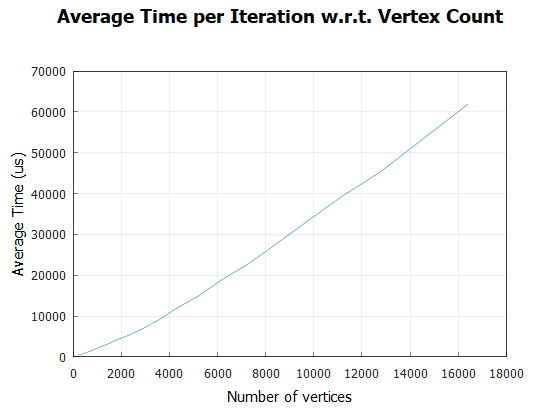 Average Time per Iteration w.r.t. Vertex Count
70000
60000
50000
40000
30000
20000
10000
0
Average Time (us)
0 2000 4000 6000 8000 10000 12000 14000 16000 18000
Number of vertices